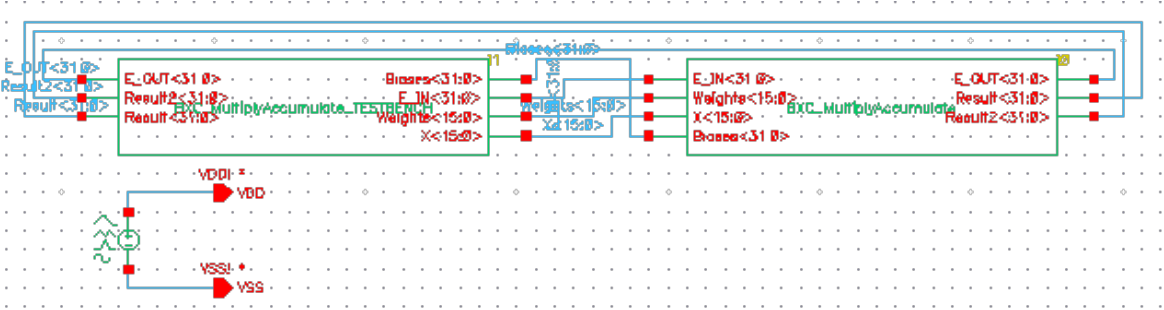 Biases<31:0>
E_OUT<31:0>
Result2<31:0>
Result<31:0>
I1
E_OUT<31:0>
Result2<31:0>
Result<31:0>
BXC_MultiplyAccumulate_TESTBENCH
Biases<31:0>
E_IN<31:0>
Weights<15:0>
X<15:0>
<31:0>
Weights<15:0>
X<15:0>
E_IN<31:0>
Weights<15:0>
X<15:0>
Biases<31:0>
BXC_MultiplyAccumulate
E_OUT<31:0>
Result<31:0>
Result2<31:0>
VDD! *
VDD
VSS! *
VSS